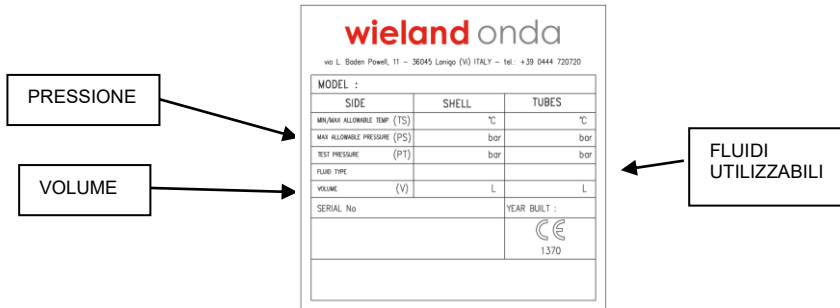 wieland onda
via L. Baden Powell, 11 – 36045 Lonigo (Vi) ITALY – tel.: +39 0444 720720
MODEL :
SIDE SHELL TUBES
MIN/MAX ALLOWABLE TEMP (TS) °C °C
MAX ALLOWABLE PRESSURE (PS) bar bar
TEST PRESSURE (PT) bar bar
FLUID TYPE
VOLUME (V) L L
SERIAL No YEAR BUILT :
CE
1370
PRESSIONE
VOLUME
FLUIDI
UTILIZZABILI